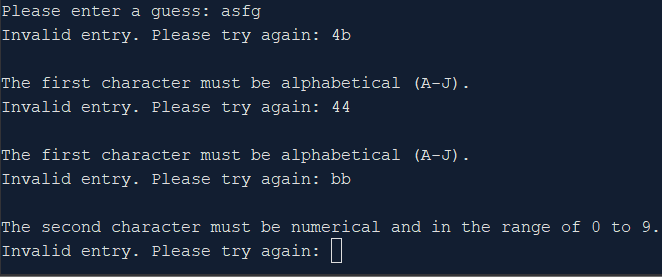 Please enter a guess: asfg
Invalid entry. Please try again: 4b
The first character must be alphabetical (A-J).
Invalid entry. Please try again: 44
The first character must be alphabetical (A-J).
Invalid entry. Please try again: bb
The second character must be numerical and in the range of 0 to 9.
Invalid entry. Please try again: